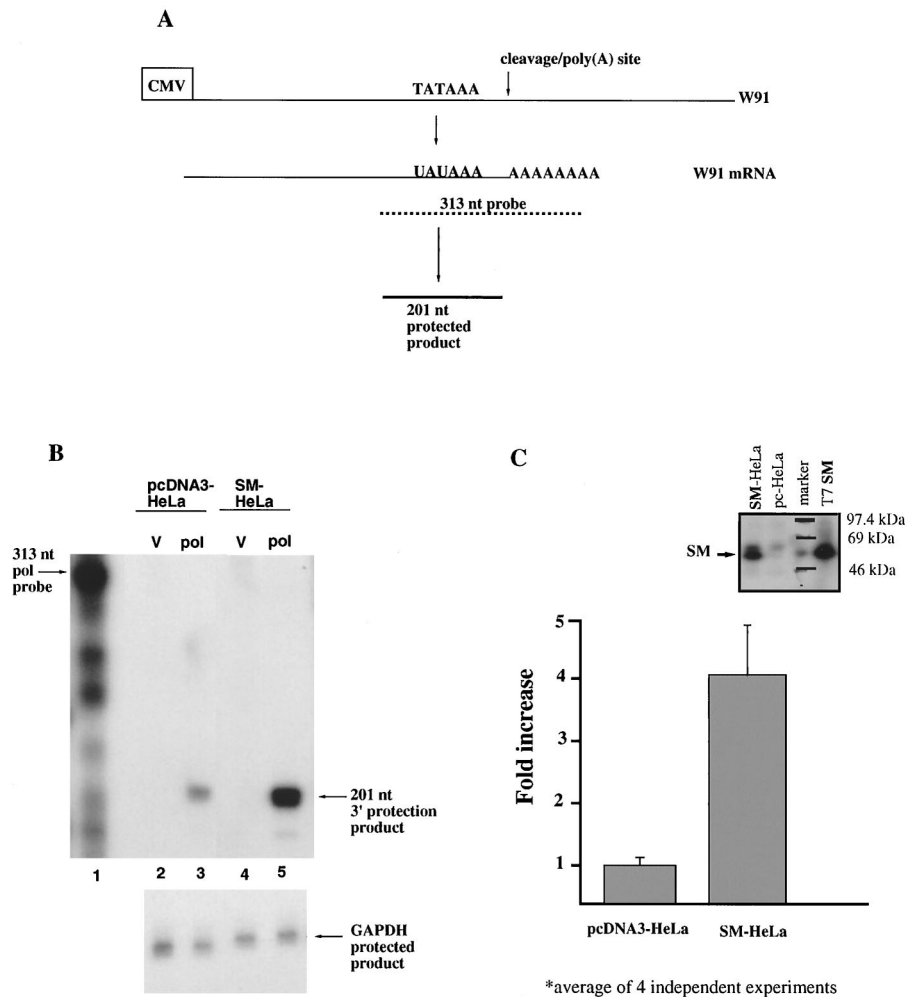 A
cleavage/poly(A) site
CMV
TATAAA
W91
UAUAAA
AAAAAAAA
W91 mRNA
313 nt probe
201 nt
protected
product
B
pcDNA3-
HeLa
SM-
HeLa
V
pol
V
pol
313 nt
pol
probe
201 nt
3' protection
product
1
2
3
4
5
GAPDH
protected
product
C
SM-HeLa
pc-HeLa
marker
T7 SM
97.4 kDa
69 kDa
46 kDa
SM
Fold increase
5
4
3
2
1
pcDNA3-HeLa
SM-HeLa
*average of 4 independent experiments